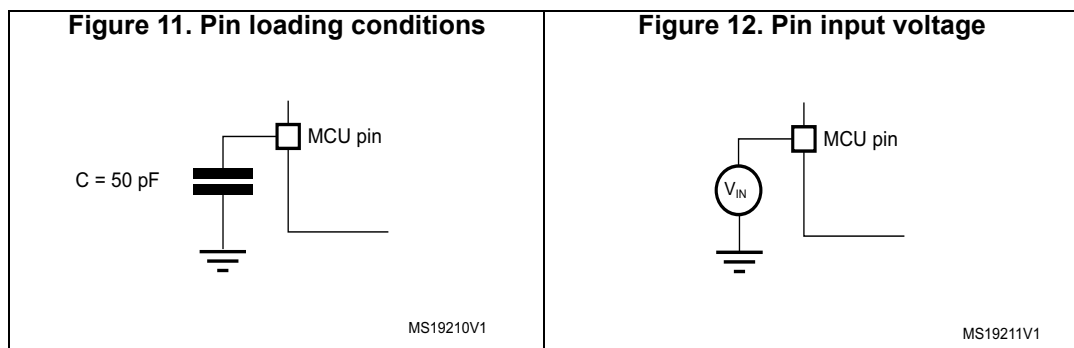 Figure 11. Pin loading conditions
MCU pin
C = 50 pF
MS19210V1
Figure 12. Pin input voltage
MCU pin
VIN
MS19211V1